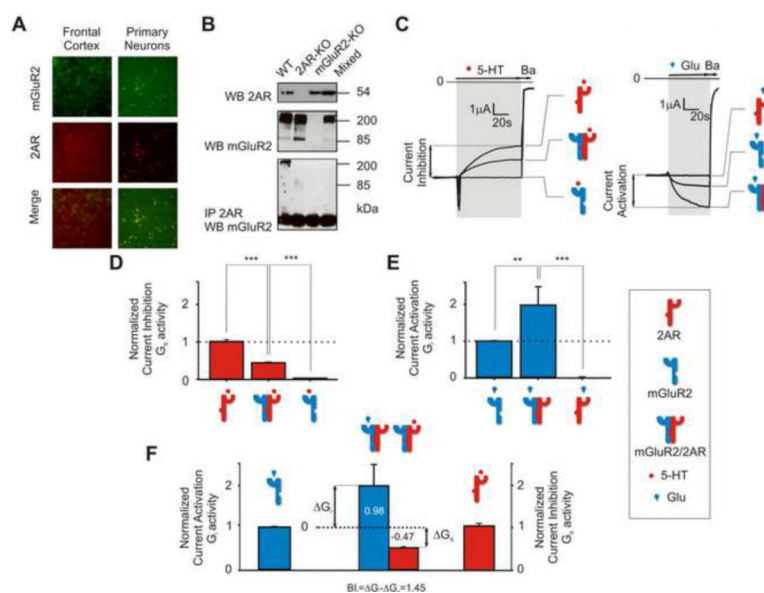 A
Frontal Cortex
Primary Neurons
mGluR2
2AR
Merge
B
WT
2AR-KO
mGluR2-KO
Mixed
WB 2AR
54
200
WB mGluR2
85
200
85
kDa
IP 2AR
WB mGluR2
C
5-HT
Ba
0
1µA
20s
Current
Inhibition
Glu
Ba
0
1µA
20s
Current
Activation
D
*** ***
Normalized
Current Inhibition
Gq activity
2
1
0
E
** ***
Normalized
Current Activation
Gi activity
2
1
0
2AR
mGluR2
mGluR2/2AR
5-HT
Glu
F
Normalized
Current Activation
Gi activity
2
1
0
ΔGi
0
0.98
-0.47
ΔGq
2
1
0
Normalized
Current Inhibition
Gq activity
BI=ΔGi-ΔGq=1.45